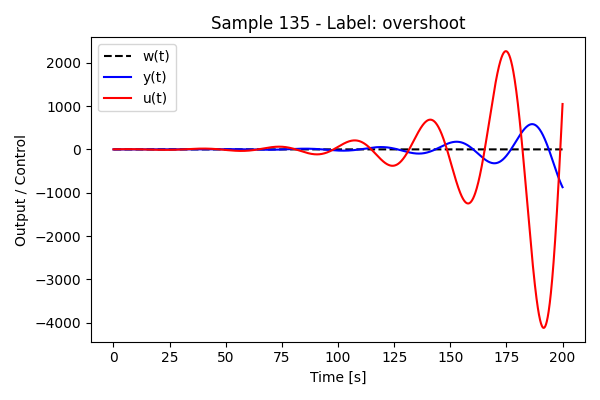 Sample 135 - Label: overshoot
w(t)
y(t)
u(t)
2000
1000
0
−1000
−2000
−3000
−4000
Output / Control
0 25 50 75 100 125 150 175 200
Time [s]